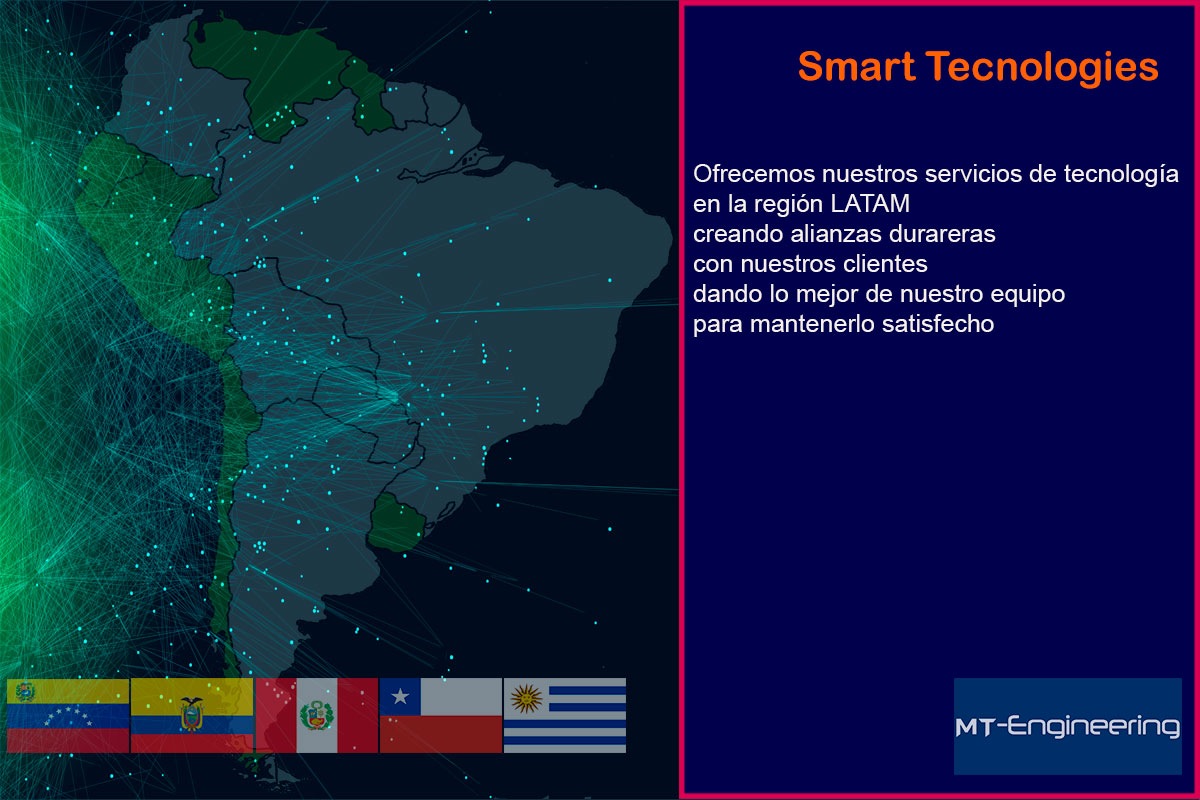 Smart Tecnologies
Ofrecemos nuestros servicios de tecnología
en la región LATAM
creando alianzas durareras
con nuestros clientes
dando lo mejor de nuestro equipo
para mantenerlo satisfecho
MT-Engineering